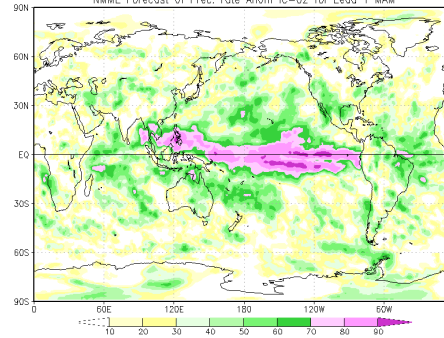 NMME Forecast of Prec. rate Anom IC=02 for Lead 1 MAM
90N
60N
30N
EQ
30S
60S
90S
0 60E 120E 180 120W 60W
10 20 30 40 50 60 70 80 90